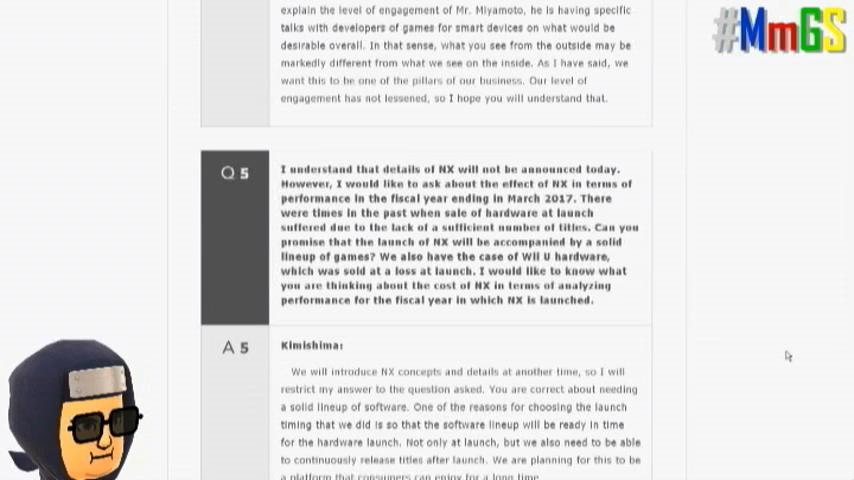 #MmGS
explain the level of engagement of Mr. Miyamoto, he is having specific
talks with developers of games for smart devices on what would be
desirable overall. In that sense, what you see from the outside may be
markedly different from what we see on the inside. As I have said, we
want this to be one of the pillars of our business. Our level of
engagement has not lessened, so I hope you will understand that.
Q 5
I understand that details of NX will not be announced today.
However, I would like to ask about the effect of NX in terms of
performance in the fiscal year ending in March 2017. There
were times in the past when sale of hardware at launch
suffered due to the lack of a sufficient number of titles. Can you
promise that the launch of NX will be accompanied by a solid
lineup of games? We also have the case of Wii U hardware,
which was sold at a loss at launch. I would like to know what
you are thinking about the cost of NX in terms of analyzing
performance for the fiscal year in which NX is launched.
A 5
Kimishima:
We will introduce NX concepts and details at another time, so I will
restrict my answer to the question asked. You are correct about needing
a solid lineup of software. One of the reasons for choosing the launch
timing that we did is so that the software lineup will be ready in time
for the hardware launch. Not only at launch, but we also need to be able
to continuously release titles after launch. We are planning for this to be
a platform that consumers can enjoy for a long time